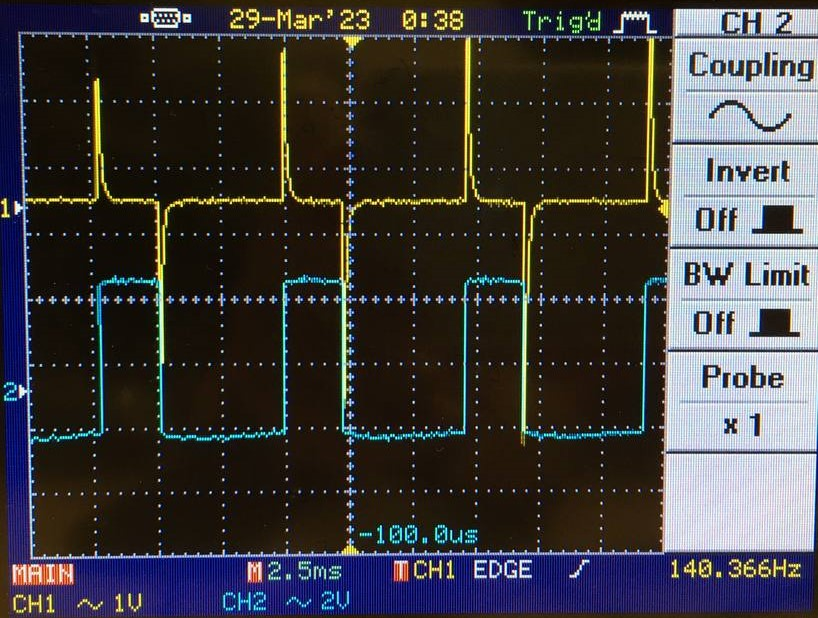 29-Mar'23 0:38 Trig'd CH 2
Coupling
Invert
Off
BW Limit
Off
Probe
x 1
1
2
-100.0us
MAIN M 2.5ms T CH1 EDGE 140.366Hz
CH1 1V CH2 2V